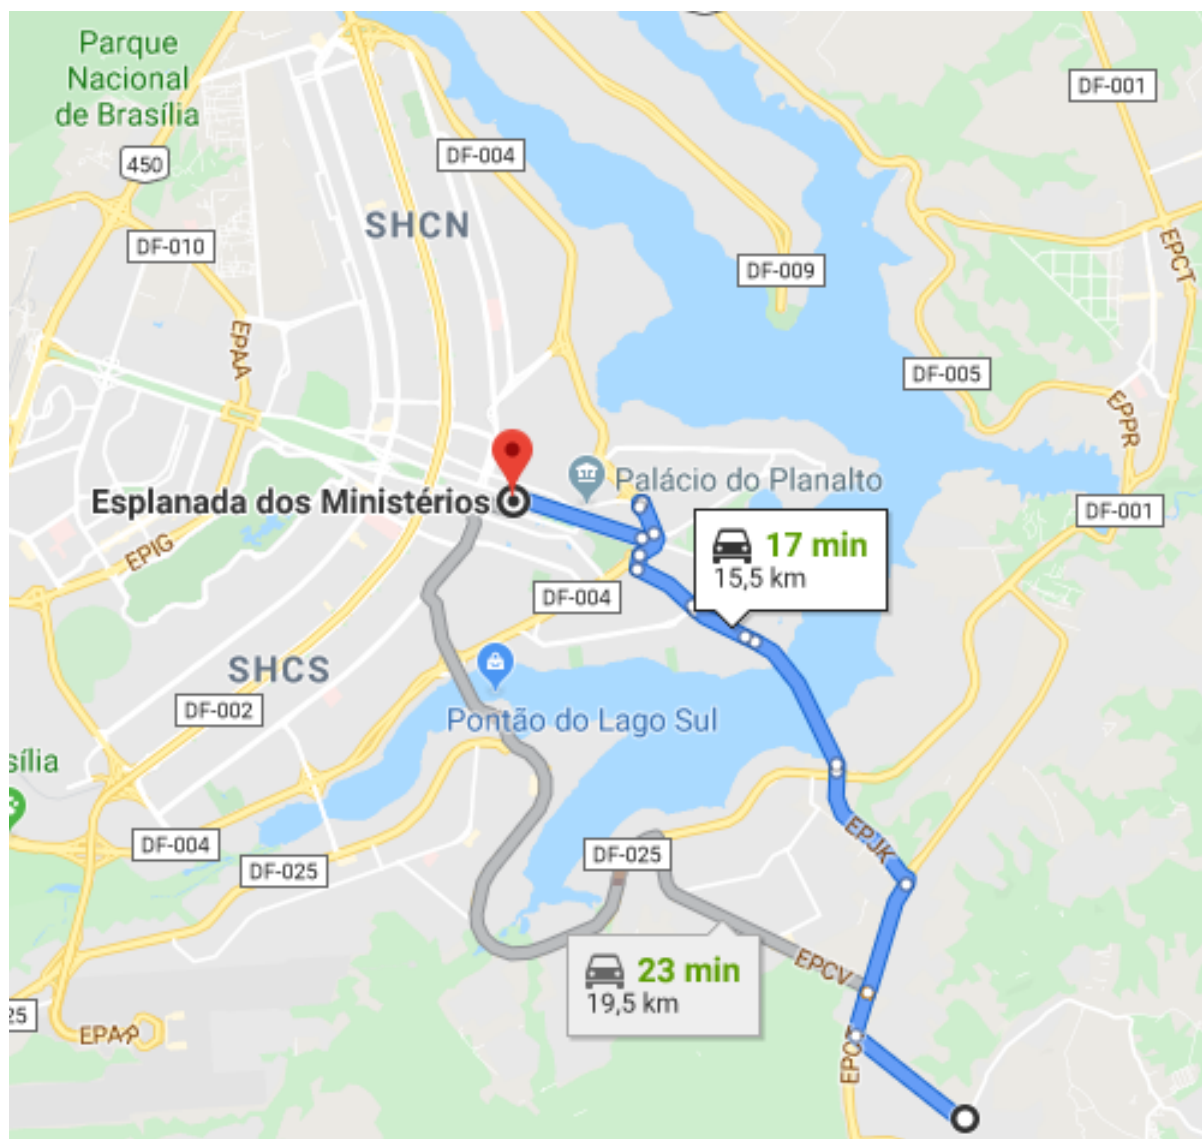 Parque
Nacional
de Brasília
DF-001
450
DF-004
SHCN
DF-010
EPCT
DF-009
EPAA
DF-005
EPPR
Palácio do Planalto
Esplanada dos Ministérios
DF-001
EPIG
17 min
15,5 km
DF-004
SHCS
DF-002
Pontão do Lago Sul
sília
DF-004
EPJK
DF-025
DF-025
EPCV
23 min
19,5 km
25
EPAR